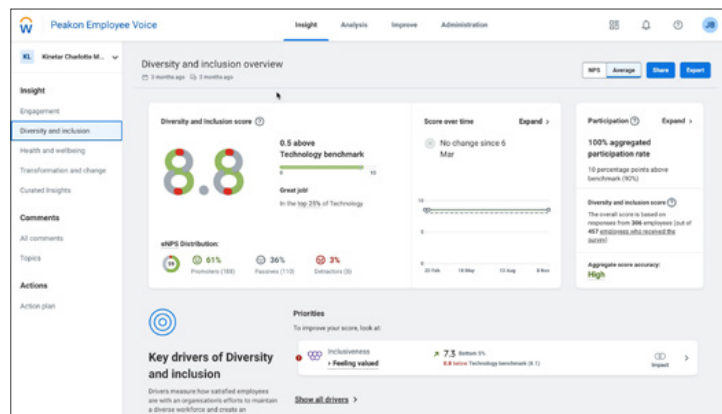 Peakon Employee Voice
Insight
Analysis
Improve
Administration
JB
KL
Kinetar Charlotte M...
Insight
Engagement
Diversity and inclusion
Health and wellbeing
Transformation and change
Curated Insights
Comments
All comments
Topics
Actions
Action plan
Diversity and inclusion overview
3 months ago
3 months ago
NPS
Average
Share
Export
Diversity and Inclusion score
8.8
0.5 above
Technology benchmark
0
10
Great job!
In the top 25% of Technology
eNPS Distribution:
61%
Promoters (188)
36%
Passives (110)
3%
Detractors (8)
Score over time
Expand >
No change since 6
Mar
10
5
0
20 Feb
10 May
8 Nov
Participation
Expand >
100% aggregated
participation rate
10 percentage points above
benchmark (90%)
Diversity and inclusion score
The overall score is based on
responses from 306 employees (out of
457 employees who received the
survey)
Aggregate score accuracy:
High
Key drivers of Diversity
and inclusion
Drivers measure how satisfied employees
are with an organisation's efforts to maintain
a diverse workforce and create an
Priorities
To improve your score, look at:
Inclusiveness
› Feeling valued
7.3 Bottom 5%
0.8 below Technology benchmark (8.1)
Impact
Show all drivers >